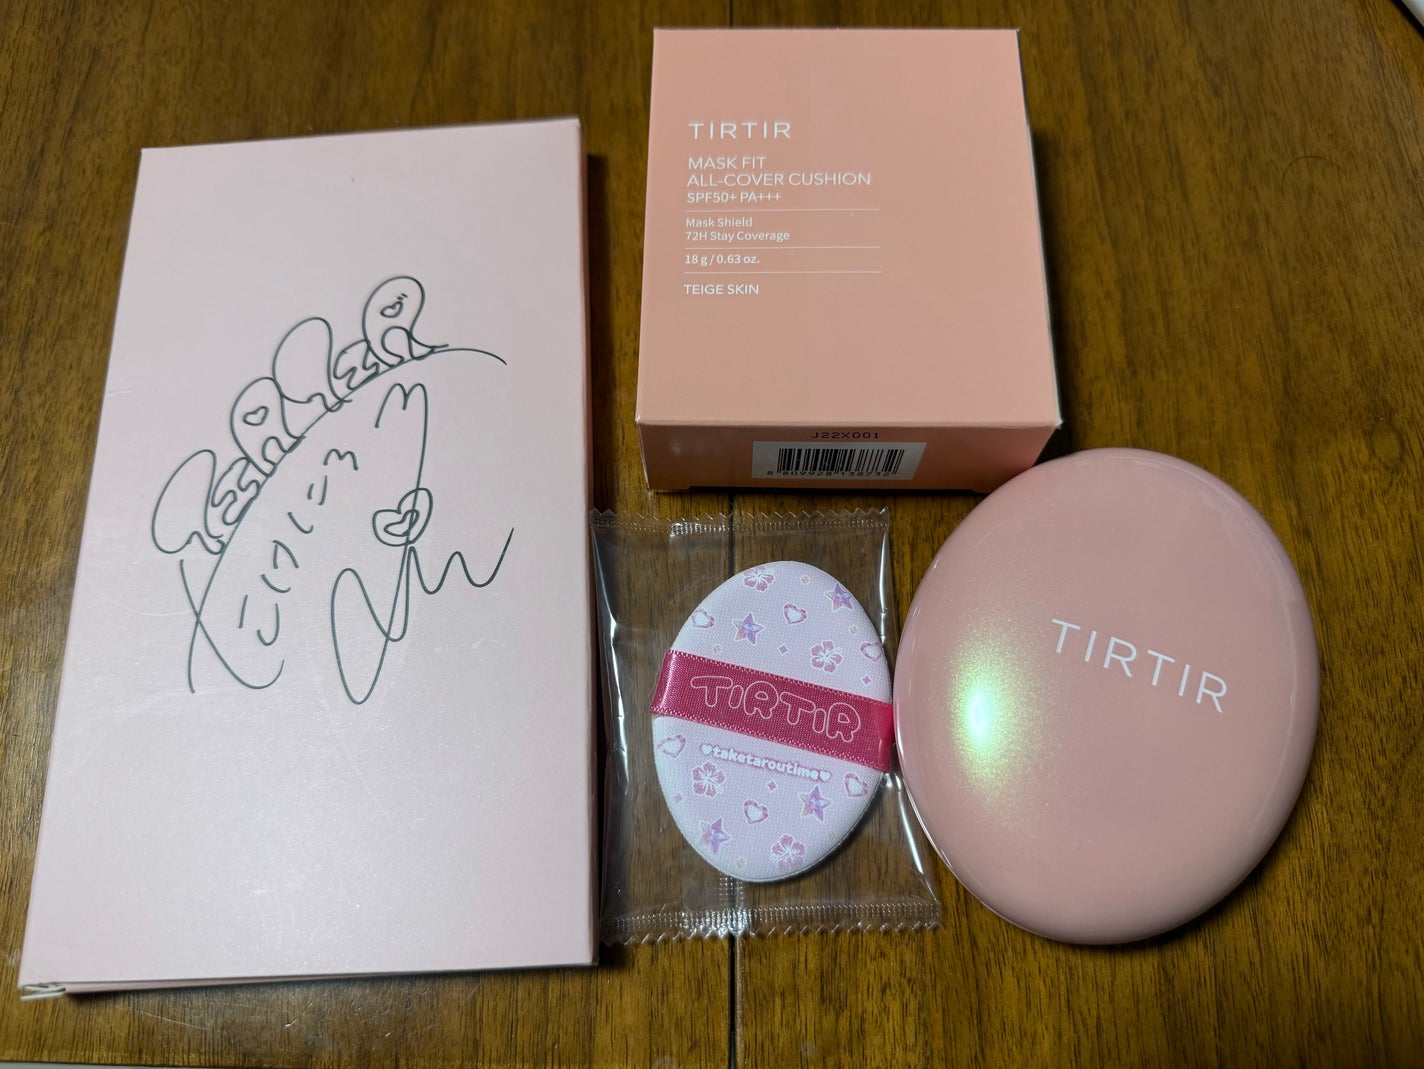 TIRTIR
MASK FIT
ALL-COVER CUSHION
SPF50+ PA+++
Mask Shield
72H Stay Coverage
18 g / 0.63 oz.
TEIGE SKIN
J22X001
TIRTIR
♥taketaroutime♥
TIRTIR